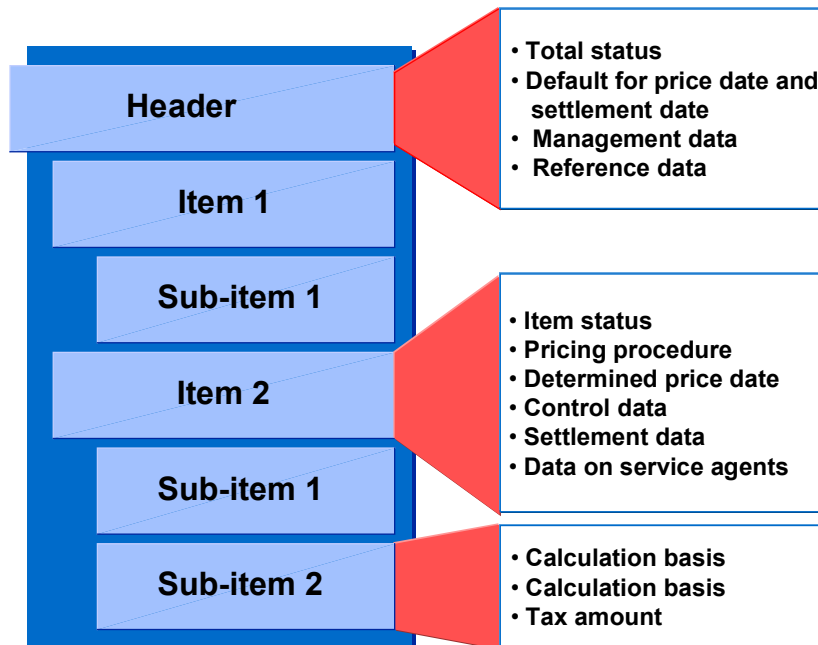 Header
• Total status
• Default for price date and
settlement date
• Management data
• Reference data
Item 1
Sub-item 1
Item 2
• Item status
• Pricing procedure
• Determined price date
• Control data
• Settlement data
• Data on service agents
Sub-item 1
Sub-item 2
• Calculation basis
• Calculation basis
• Tax amount